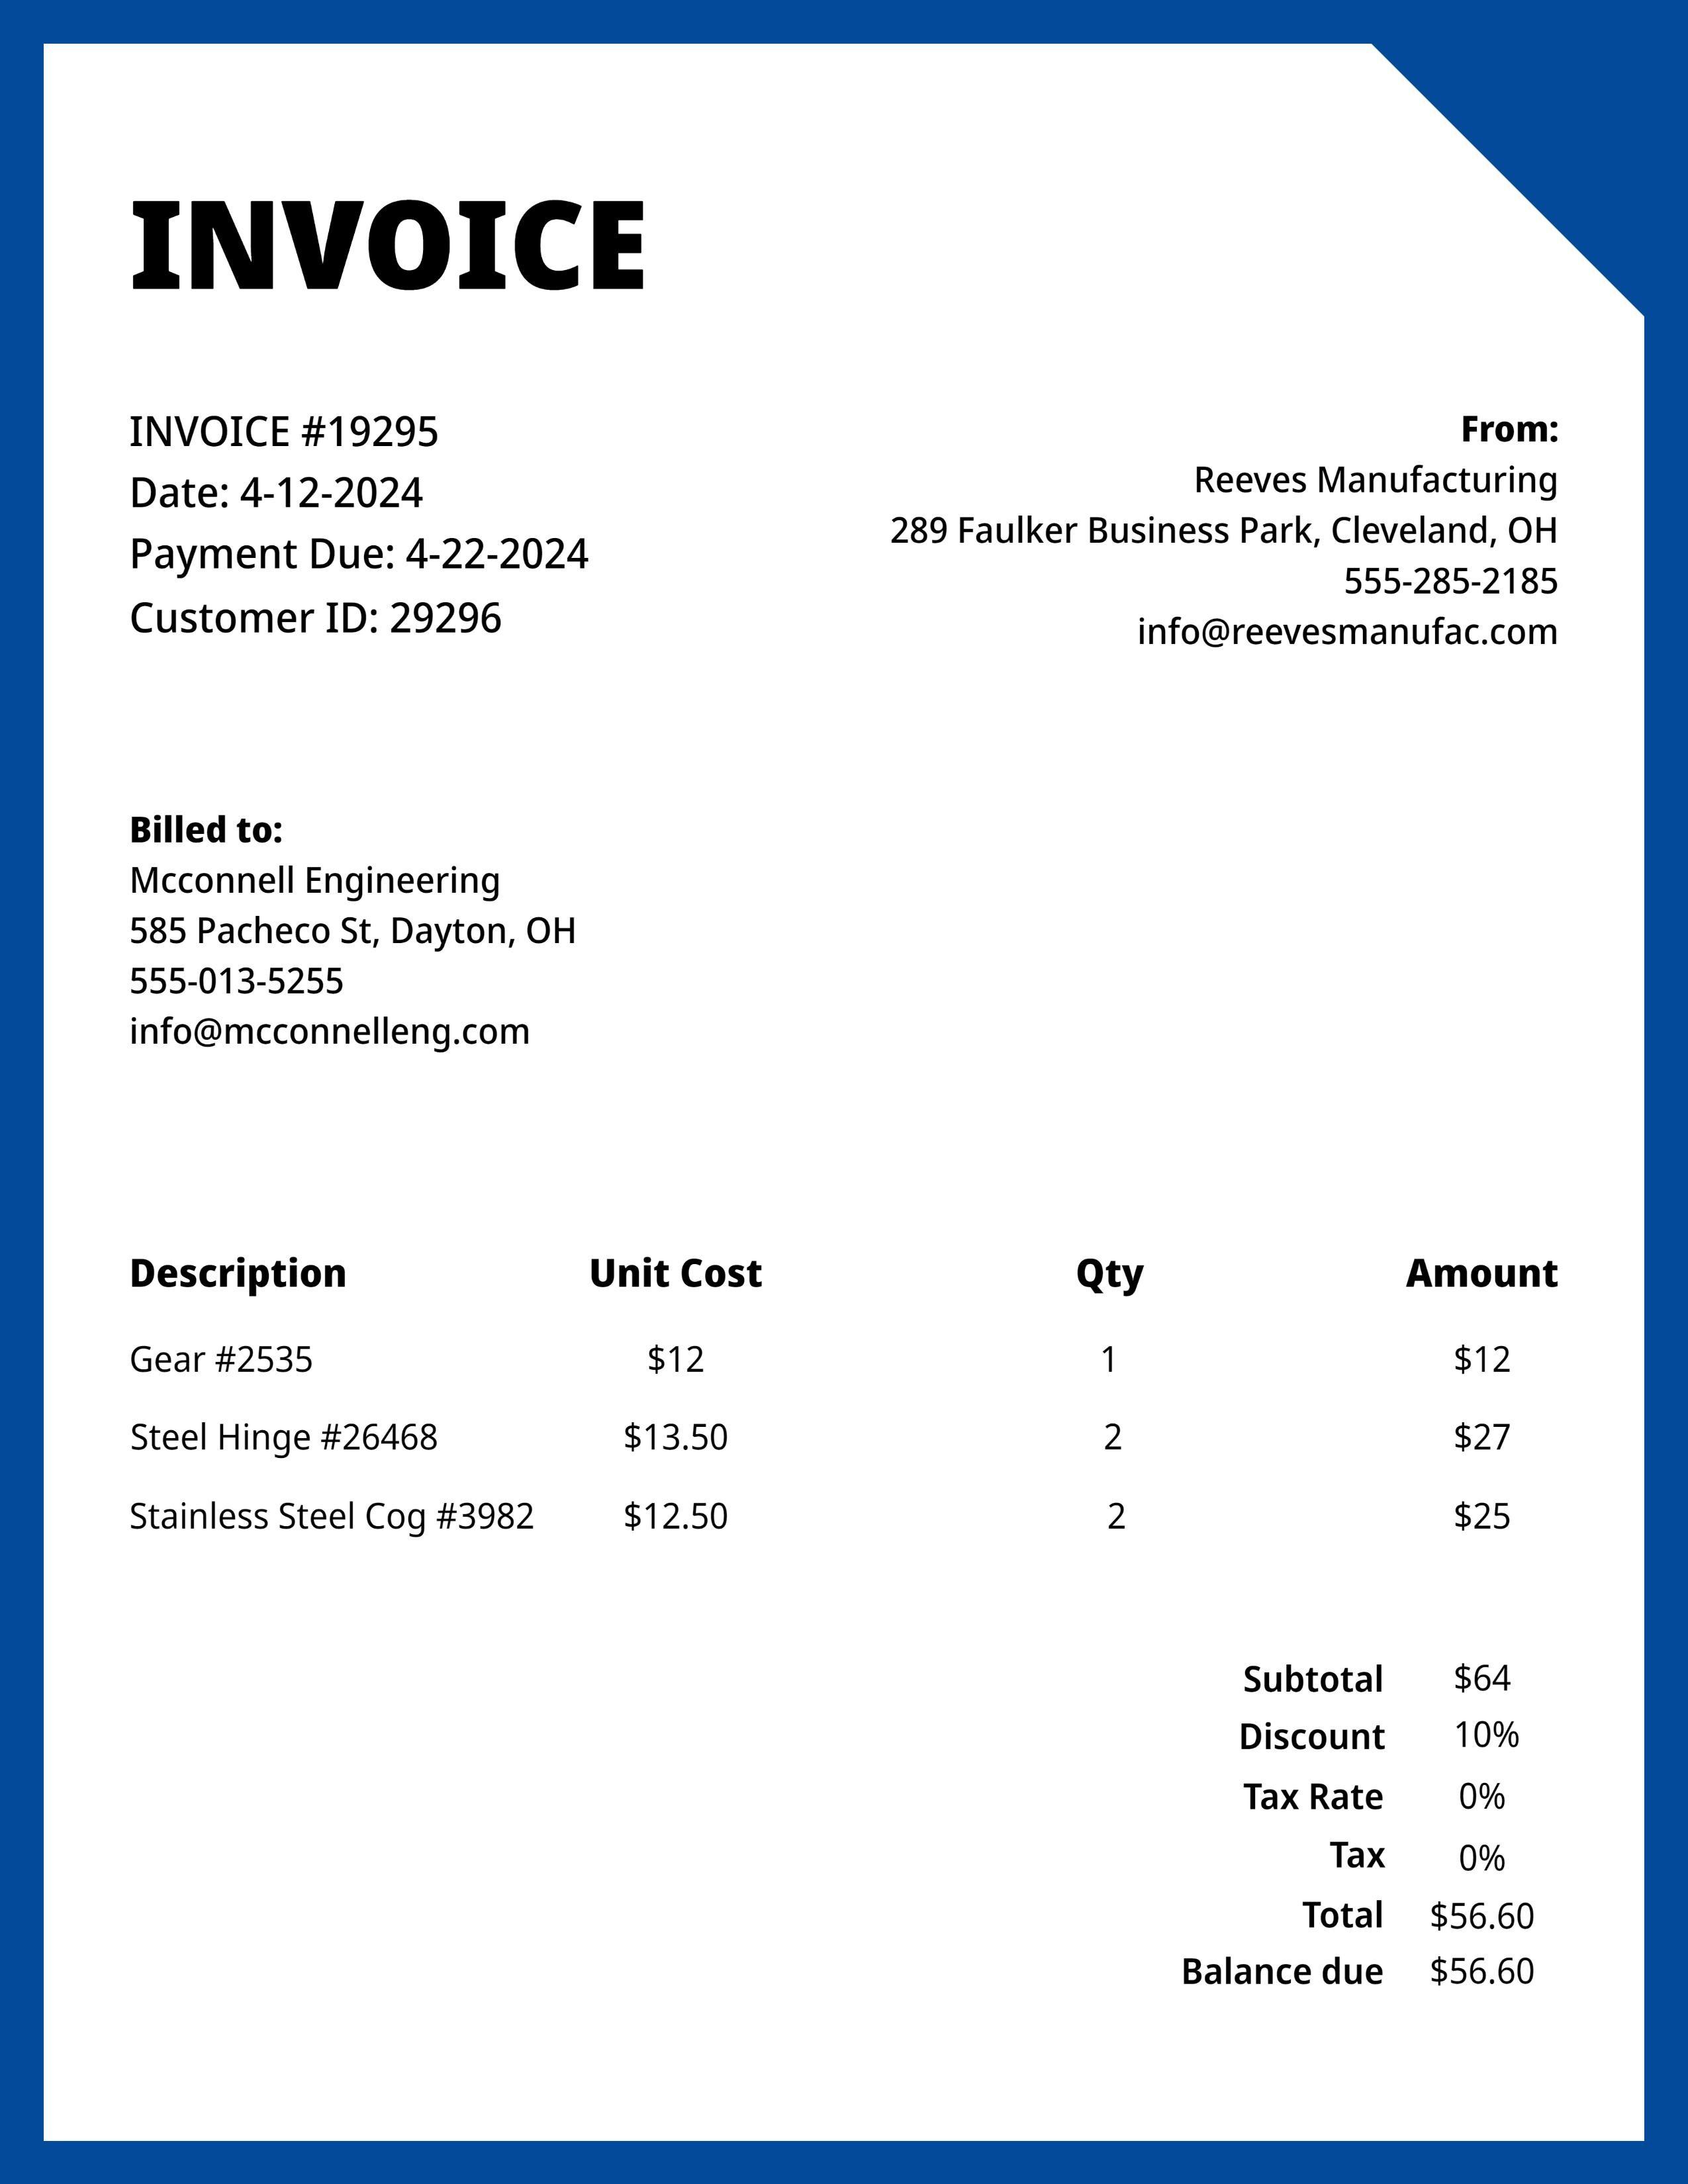 INVOICE
INVOICE #19295
Date: 4-12-2024
Payment Due: 4-22-2024
Customer ID: 29296
From:
Reeves Manufacturing
289 Faulker Business Park, Cleveland, OH
555-285-2185
info@reevesmanufac.com
Billed to:
Mcconnell Engineering
585 Pacheco St, Dayton, OH
555-013-5255
info@mcconnelleng.com
Description Unit Cost Qty Amount
Gear #2535 $12 1 $12
Steel Hinge #26468 $13.50 2 $27
Stainless Steel Cog #3982 $12.50 2 $25
Subtotal $64
Discount 10%
Tax Rate 0%
Tax 0%
Total $56.60
Balance due $56.60